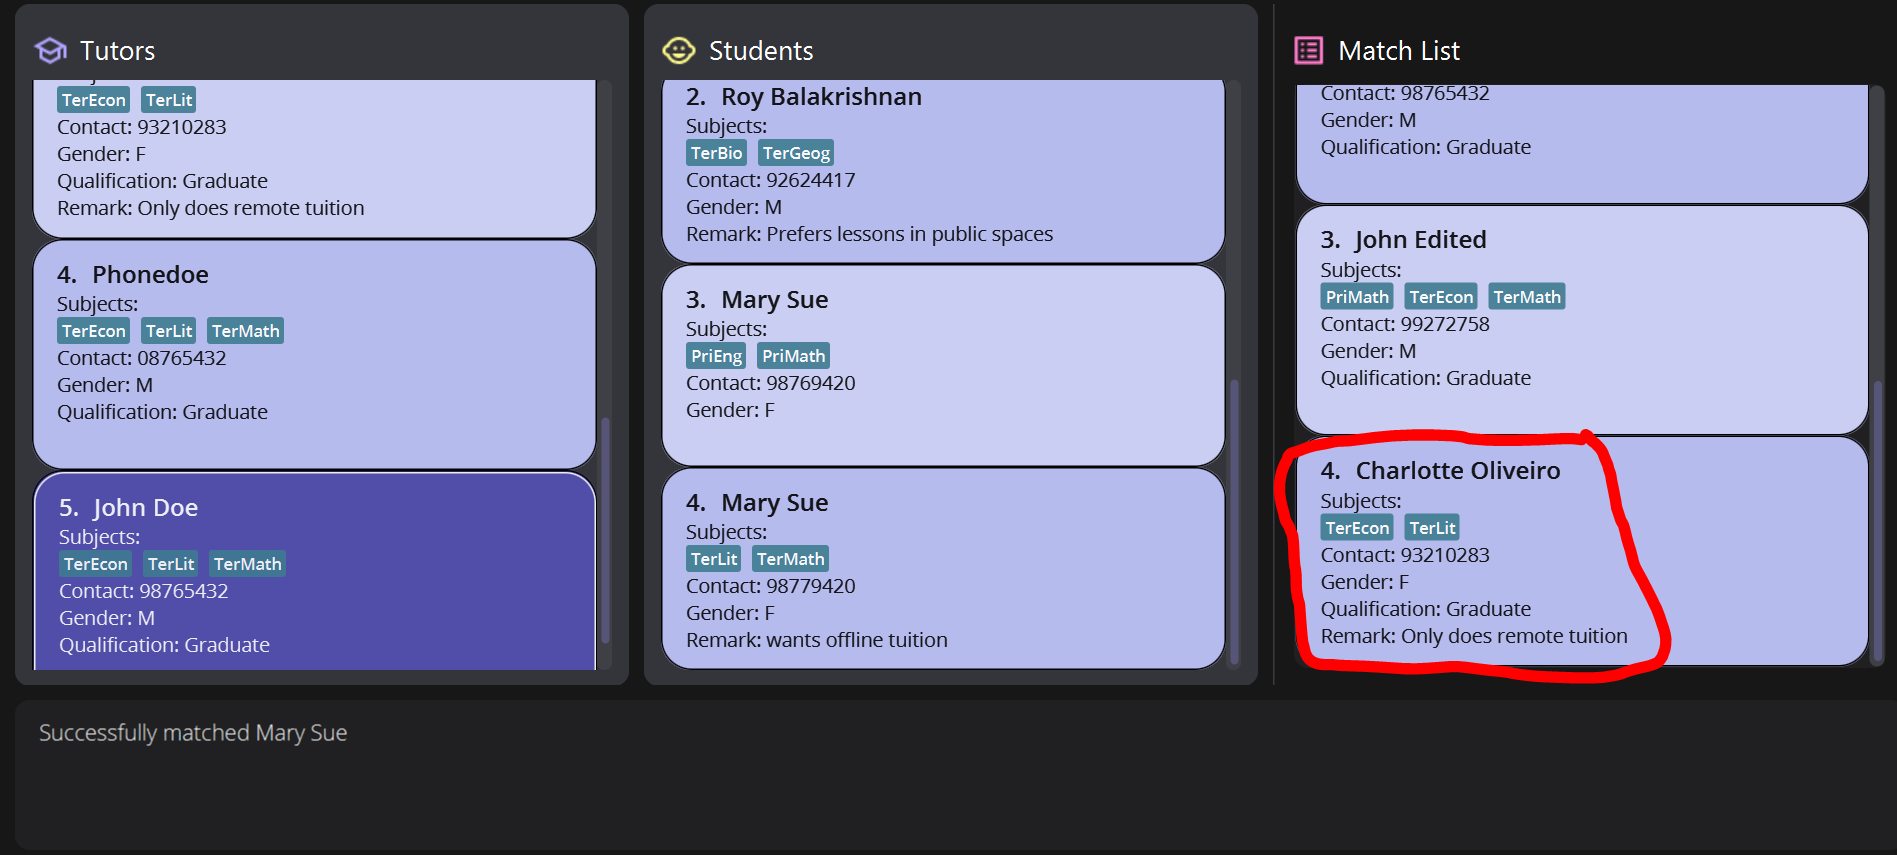 Tutors
TerEcon TerLit
Contact: 93210283
Gender: F
Qualification: Graduate
Remark: Only does remote tuition
4. Phonedoe
Subjects:
TerEcon TerLit TerMath
Contact: 08765432
Gender: M
Qualification: Graduate
5. John Doe
Subjects:
TerEcon TerLit TerMath
Contact: 98765432
Gender: M
Qualification: Graduate
Students
2. Roy Balakrishnan
Subjects:
TerBio TerGeog
Contact: 92624417
Gender: M
Remark: Prefers lessons in public spaces
3. Mary Sue
Subjects:
PriEng PriMath
Contact: 98769420
Gender: F
4. Mary Sue
Subjects:
TerLit TerMath
Contact: 98779420
Gender: F
Remark: wants offline tuition
Match List
Contact: 98765432
Gender: M
Qualification: Graduate
3. John Edited
Subjects:
PriMath TerEcon TerMath
Contact: 99272758
Gender: M
Qualification: Graduate
4. Charlotte Oliveiro
Subjects:
TerEcon TerLit
Contact: 93210283
Gender: F
Qualification: Graduate
Remark: Only does remote tuition
Successfully matched Mary Sue